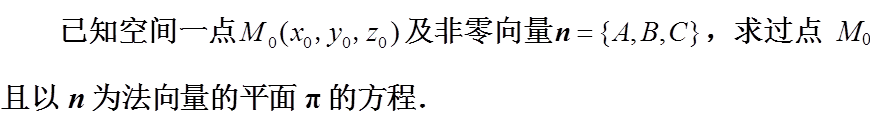 已知空间一点M₀(x₀, y₀, z₀)及非零向量n = {A,B,C}，求过点 M₀
且以 n 为法向量的平面 π 的方程．